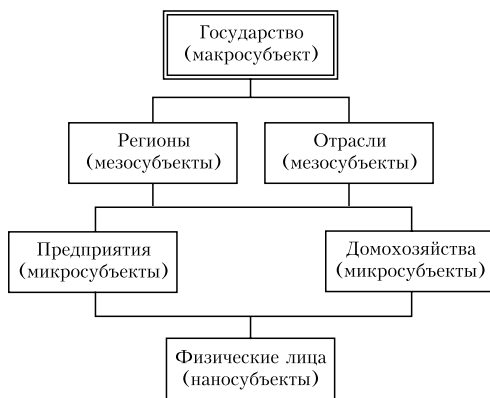 Государство
(макросубъект)
Регионы
(мезосубъекты)
Отрасли
(мезосубъекты)
Предприятия
(микросубъекты)
Домохозяйства
(микросубъекты)
Физические лица
(наносубъекты)